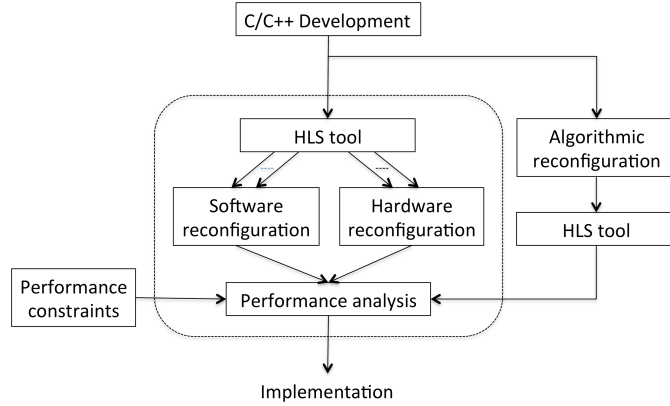 C/C++ Development
HLS tool
Algorithmic
reconfiguration
Software
reconfiguration
Hardware
reconfiguration
HLS tool
Performance
constraints
Performance analysis
Implementation